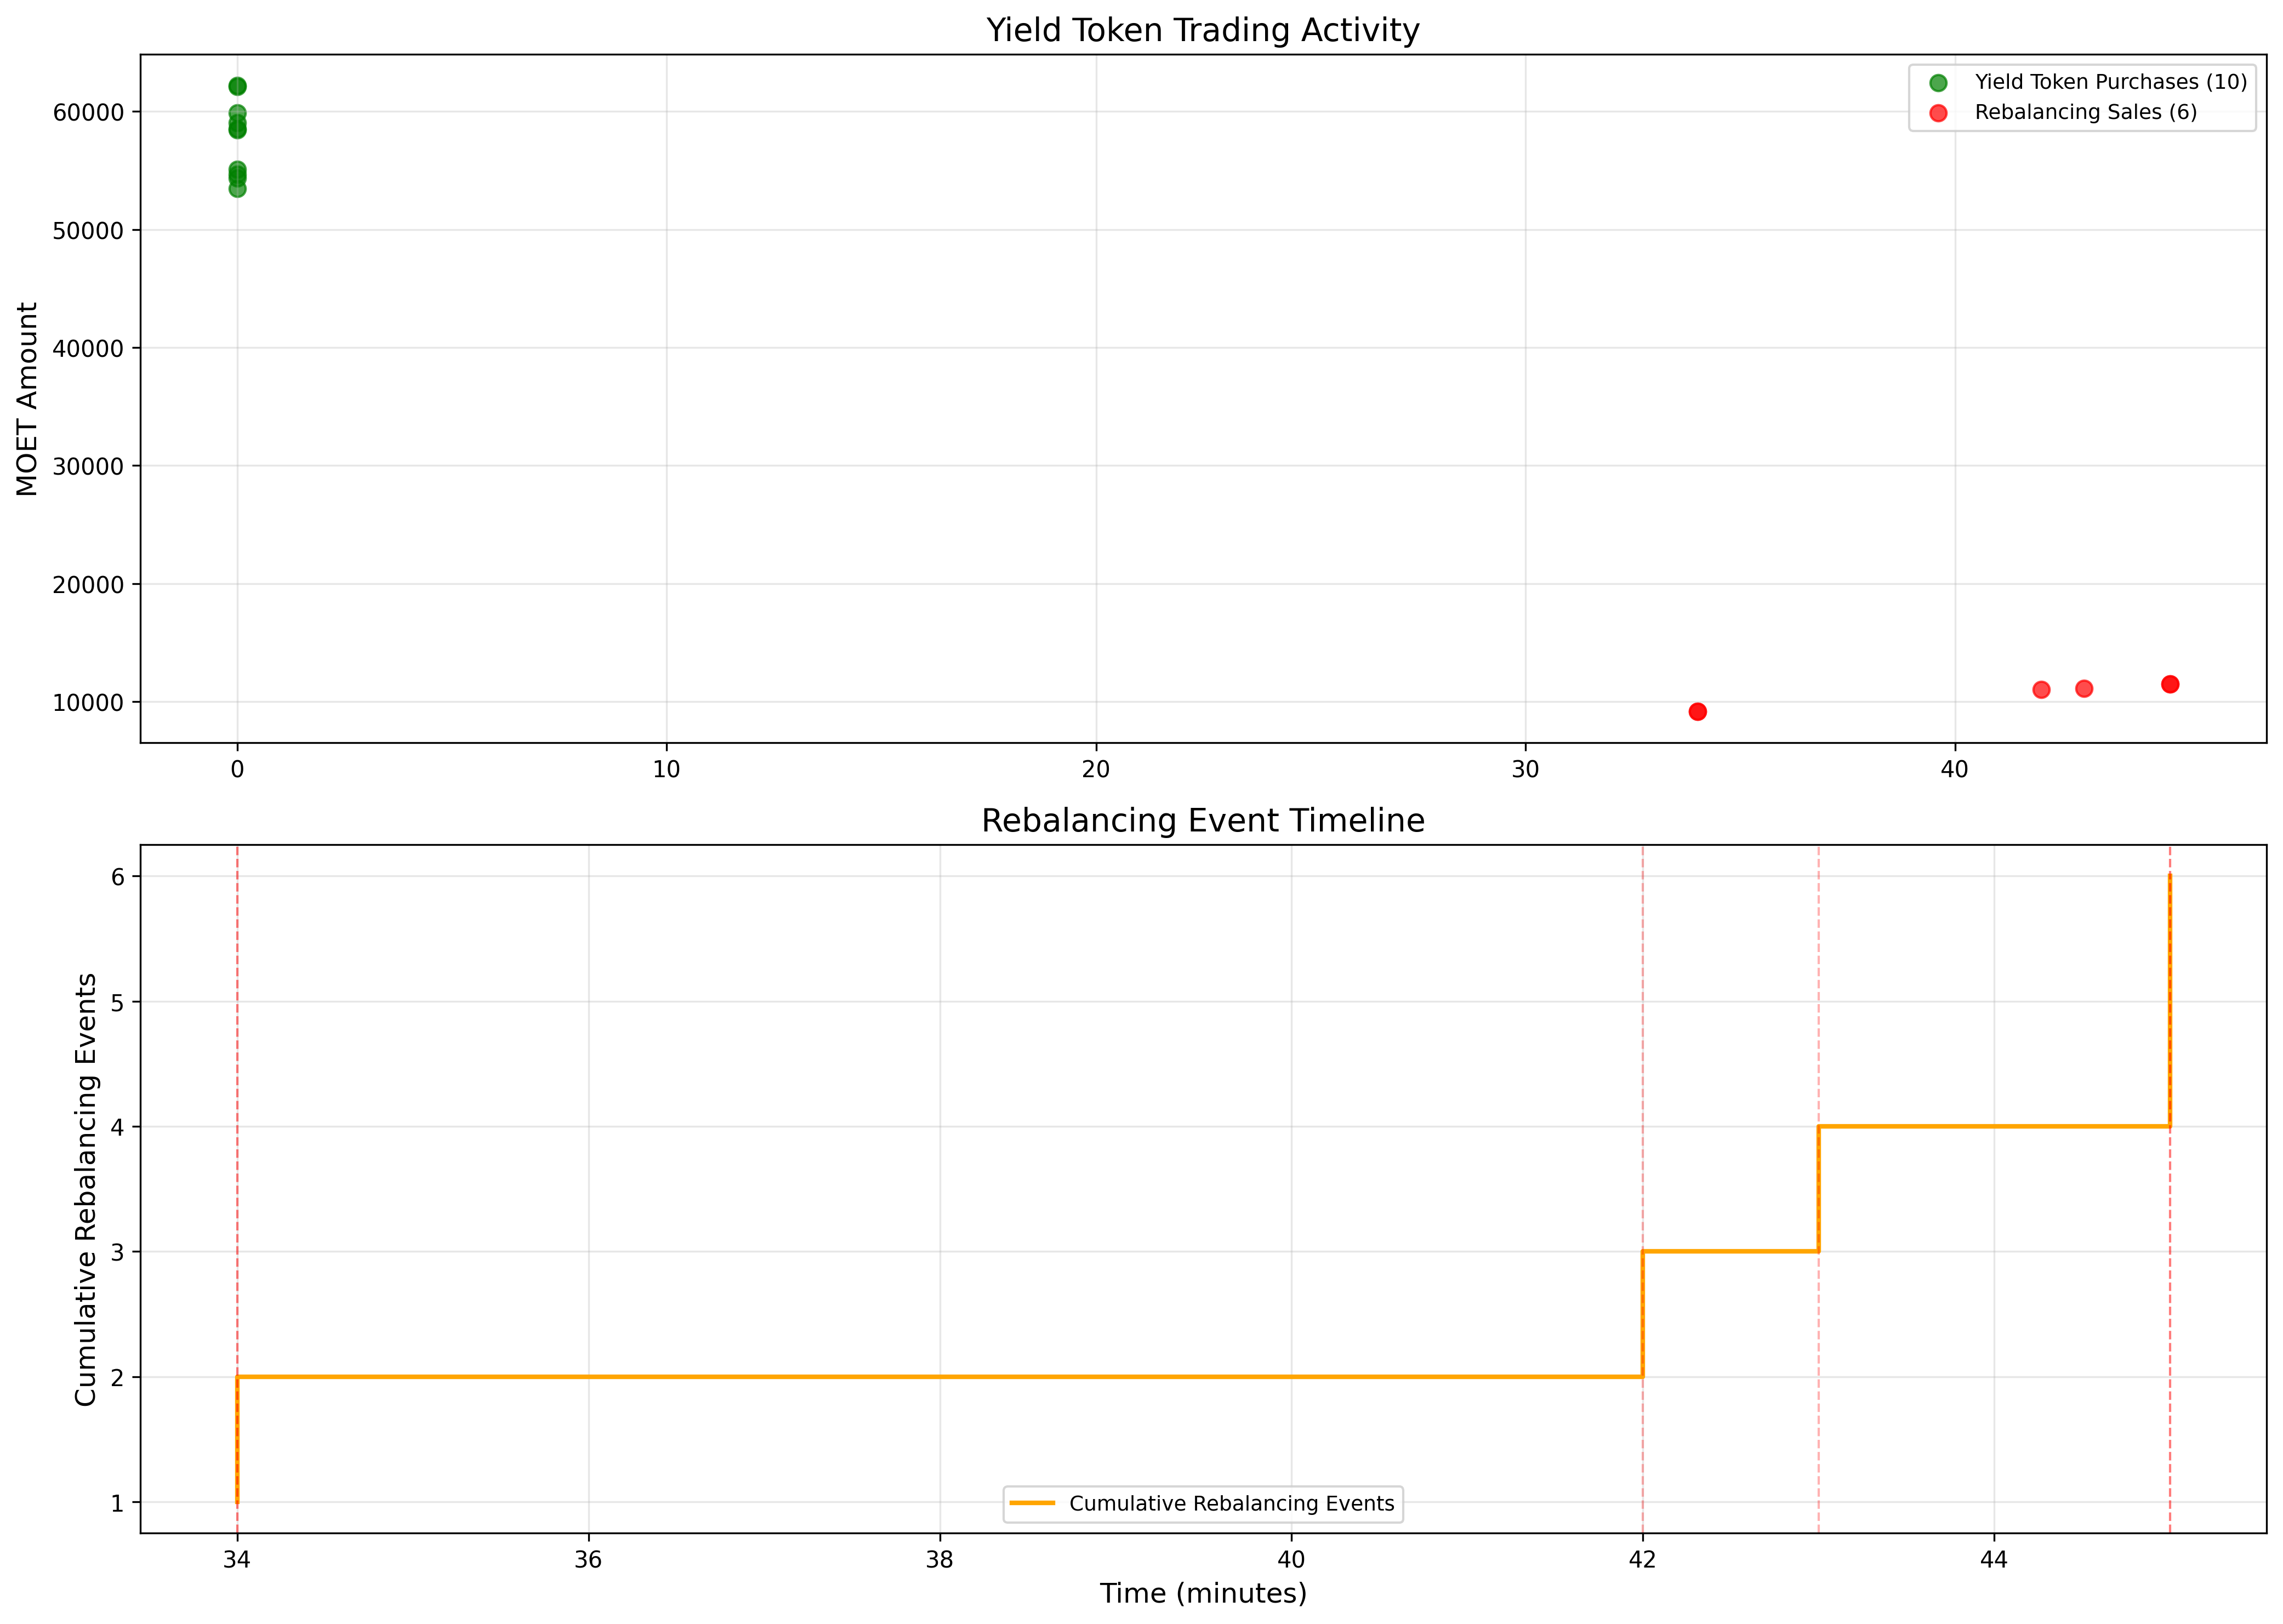 Yield Token Trading Activity
Yield Token Purchases (10)
Rebalancing Sales (6)
MOET Amount
60000
50000
40000
30000
20000
10000
0 10 20 30 40
Rebalancing Event Timeline
Cumulative Rebalancing Events
6
5
4
3
2
1
Cumulative Rebalancing Events
34 36 38 40 42 44
Time (minutes)